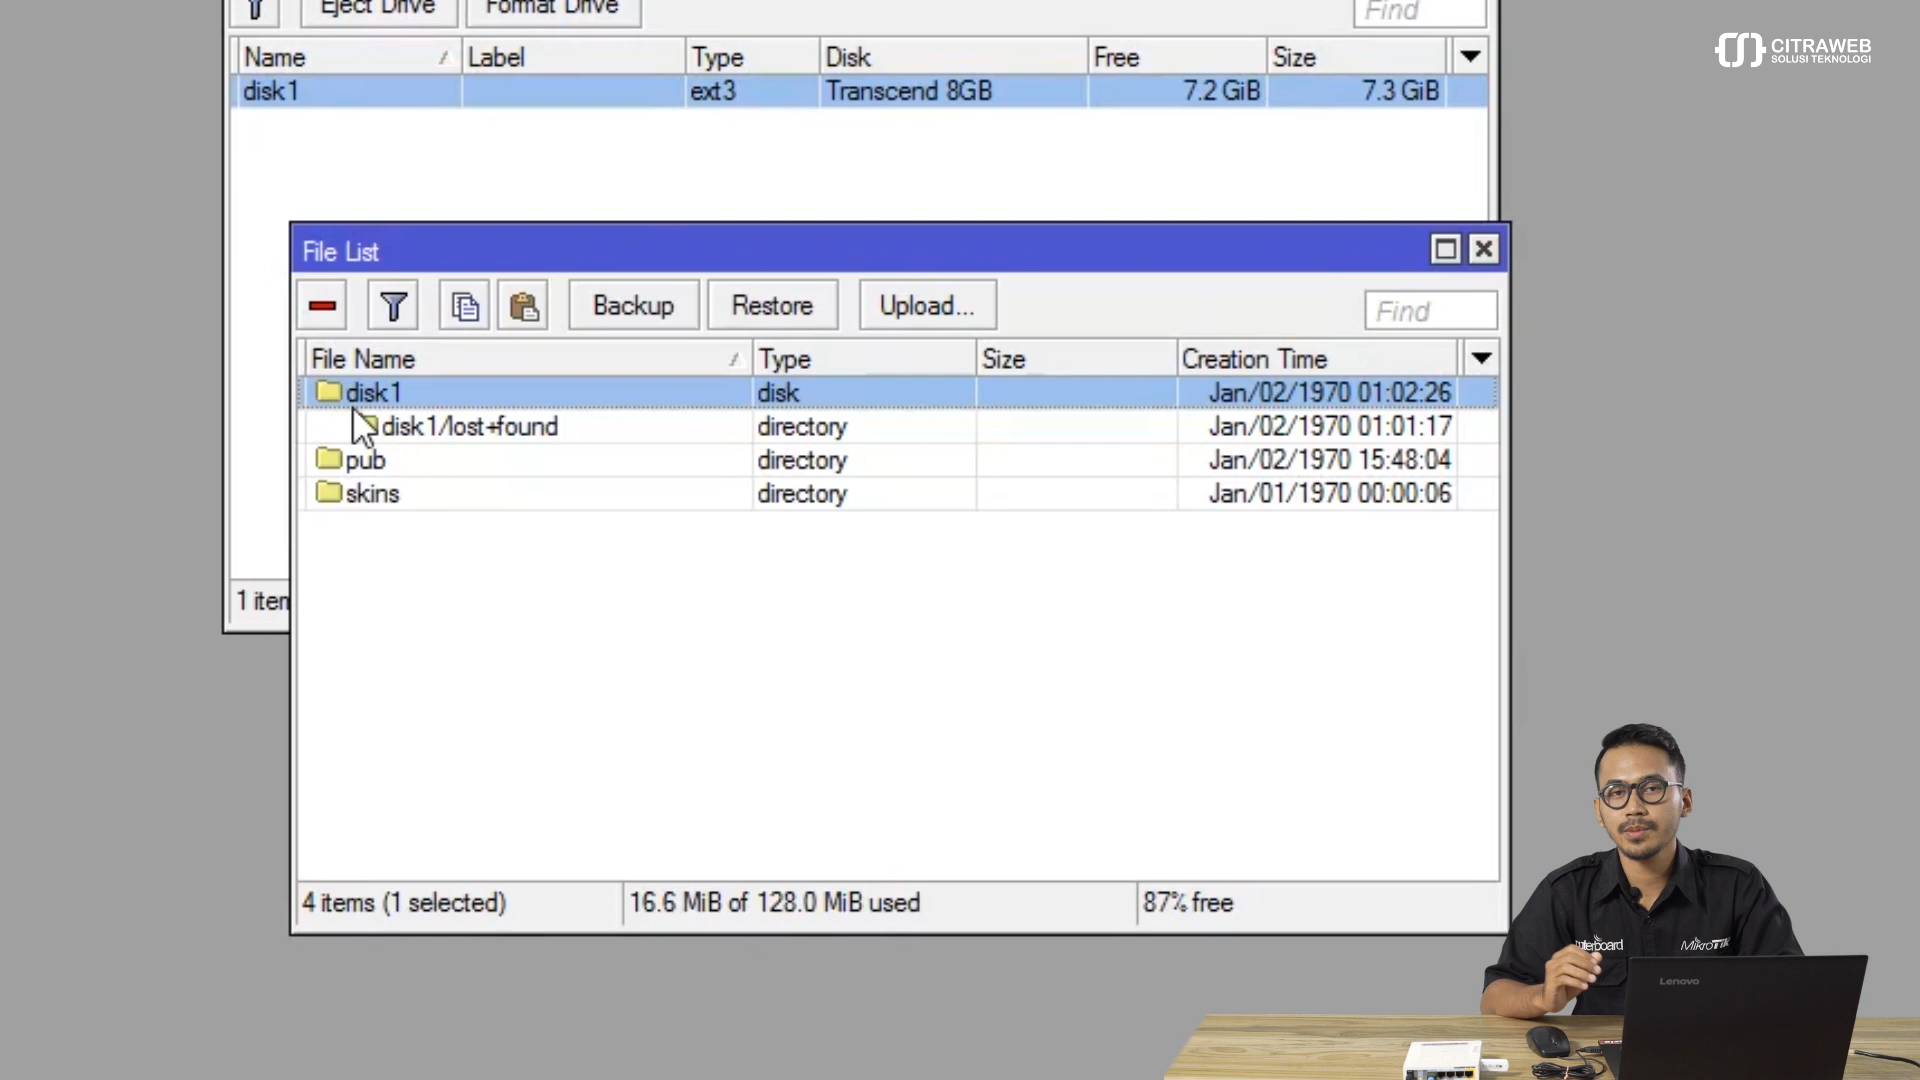 Eject Drive Format Drive Find
CITRAWEB
SOLUSI TEKNOLOGI
Name Label Type Disk Free Size
disk1 ext3 Transcend 8GB 7.2 GiB 7.3 GiB
File List
Backup Restore Upload... Find
File Name Type Size Creation Time
disk1 disk Jan/02/1970 01:02:26
disk1/lost+found directory Jan/02/1970 01:01:17
pub directory Jan/02/1970 15:48:04
skins directory Jan/01/1970 00:00:06
1 item
4 items (1 selected) 16.6 MiB of 128.0 MiB used 87% free
MikroTik
Lenovo